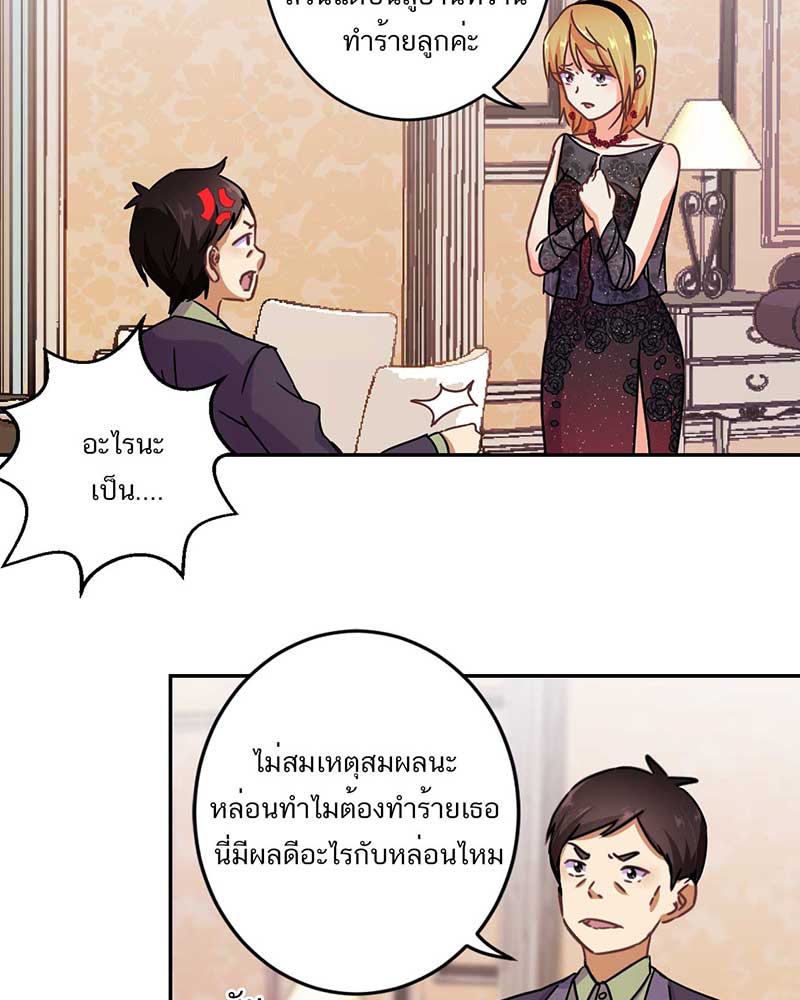 ทำร้ายลูกค่ะ
อะไรนะ
เป็น....
ไม่สมเหตุสมผลนะ
หล่อนทำไมต้องทำร้ายเธอ
นี่มีผลดีอะไรกับหล่อนไหม